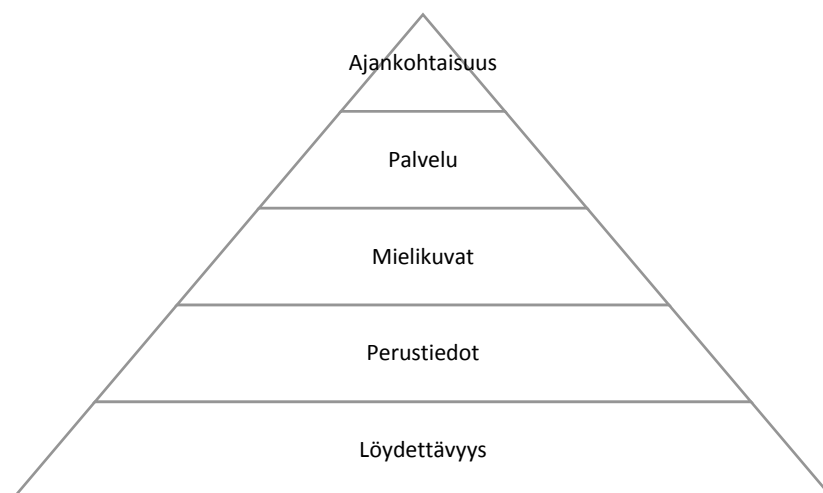 Ajankohtaisuus
Palvelu
Mielikuvat
Perustiedot
Löydettävyys